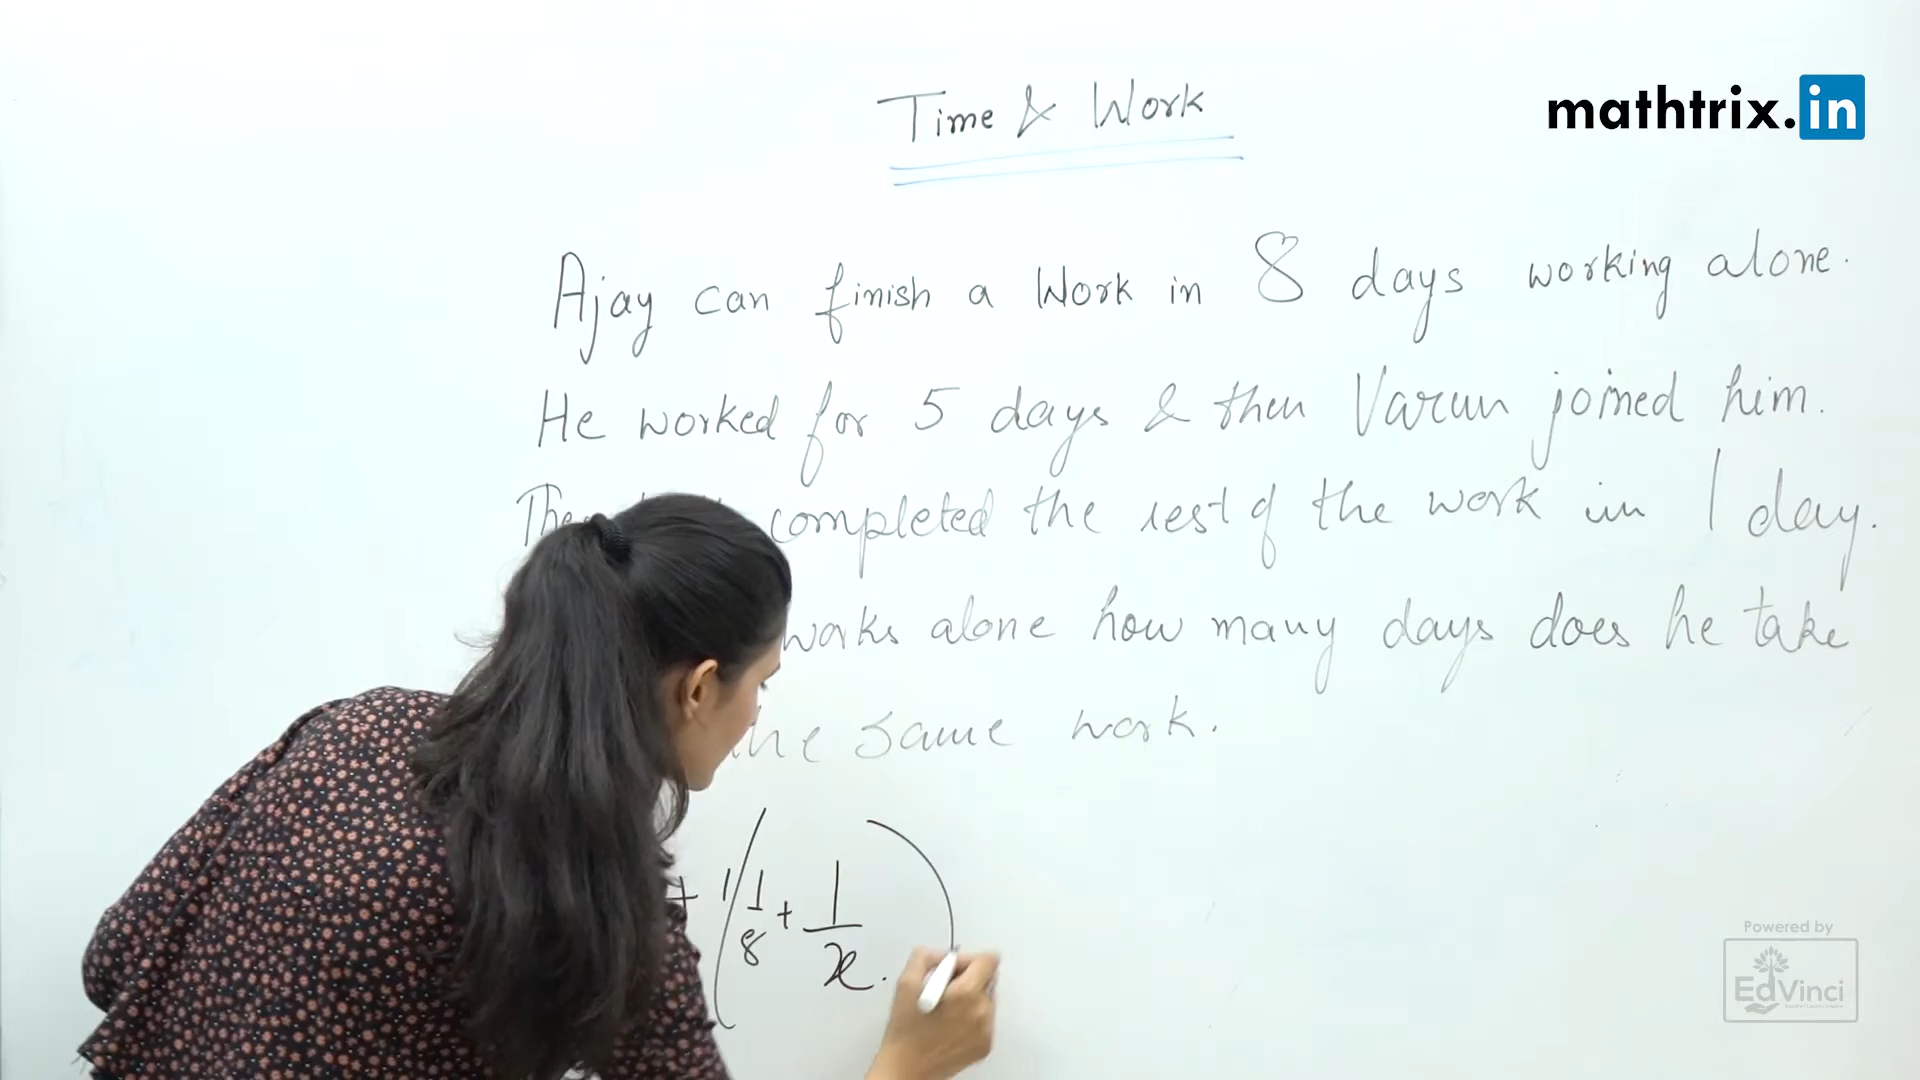 Time & Work
mathtrix.in
Ajay can finish a Work in 8 days working alone.
He worked for 5 days & then Varun joined him.
completed the rest of the work in 1 day.
works alone how many days does he take
the same work.
+ 1(1/8 + 1/x.)
Powered by
EdVinci